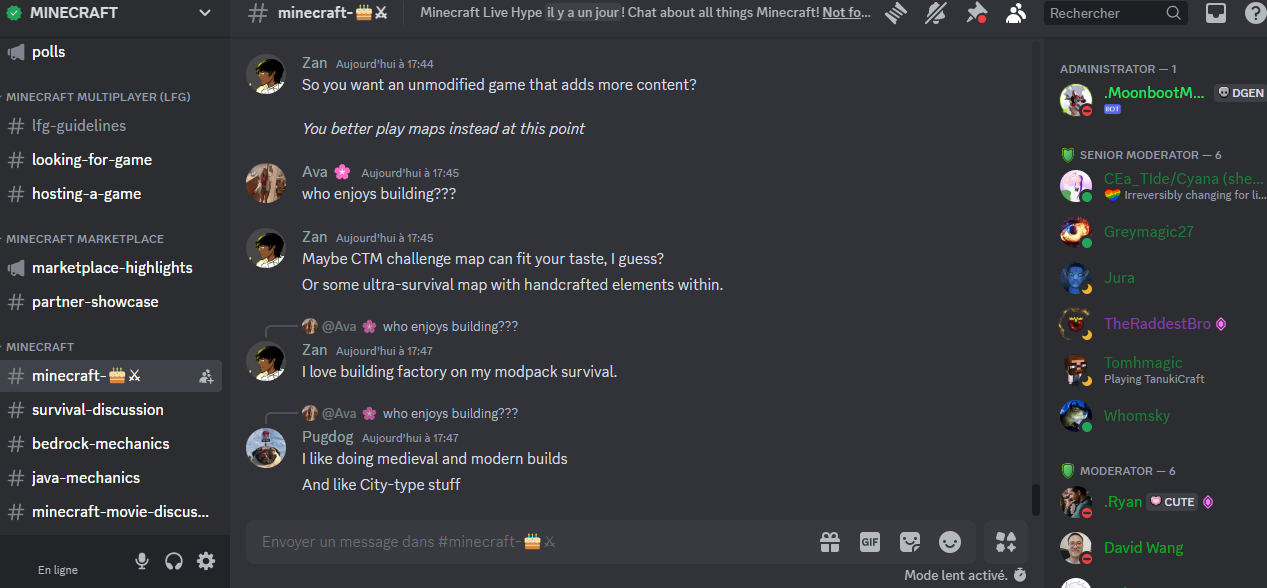 MINECRAFT
polls
MINECRAFT MULTIPLAYER (LFG)
lfg-guidelines
looking-for-game
hosting-a-game
MINECRAFT MARKETPLACE
marketplace-highlights
partner-showcase
MINECRAFT
minecraft-🎂⚔
survival-discussion
bedrock-mechanics
java-mechanics
minecraft-movie-discus...
En ligne
minecraft-🎂⚔
Minecraft Live Hype il y a un jour! Chat about all things Minecraft! Not fo...
Rechercher
Zan Aujourd'hui à 17:44
So you want an unmodified game that adds more content?
You better play maps instead at this point
Ava 🌸 Aujourd'hui à 17:45
who enjoys building???
Zan Aujourd'hui à 17:45
Maybe CTM challenge map can fit your taste, I guess?
Or some ultra-survival map with handcrafted elements within.
@Ava 🌸 who enjoys building???
Zan Aujourd'hui à 17:47
I love building factory on my modpack survival.
@Ava 🌸 who enjoys building???
Pugdog Aujourd'hui à 17:47
I like doing medieval and modern builds
And like City-type stuff
Envoyer un message dans #minecraft-🎂⚔
GIF
Mode lent activé.
ADMINISTRATOR — 1
.MoonbootM... DGEN
BOT
SENIOR MODERATOR — 6
CEa_TIde/Cyana (she...
Irreversibly changing for li...
Greymagic27
Jura
TheRaddestBro
Tomhmagic
Playing TanukiCraft
Whomsky
MODERATOR — 6
.Ryan CUTE
David Wang